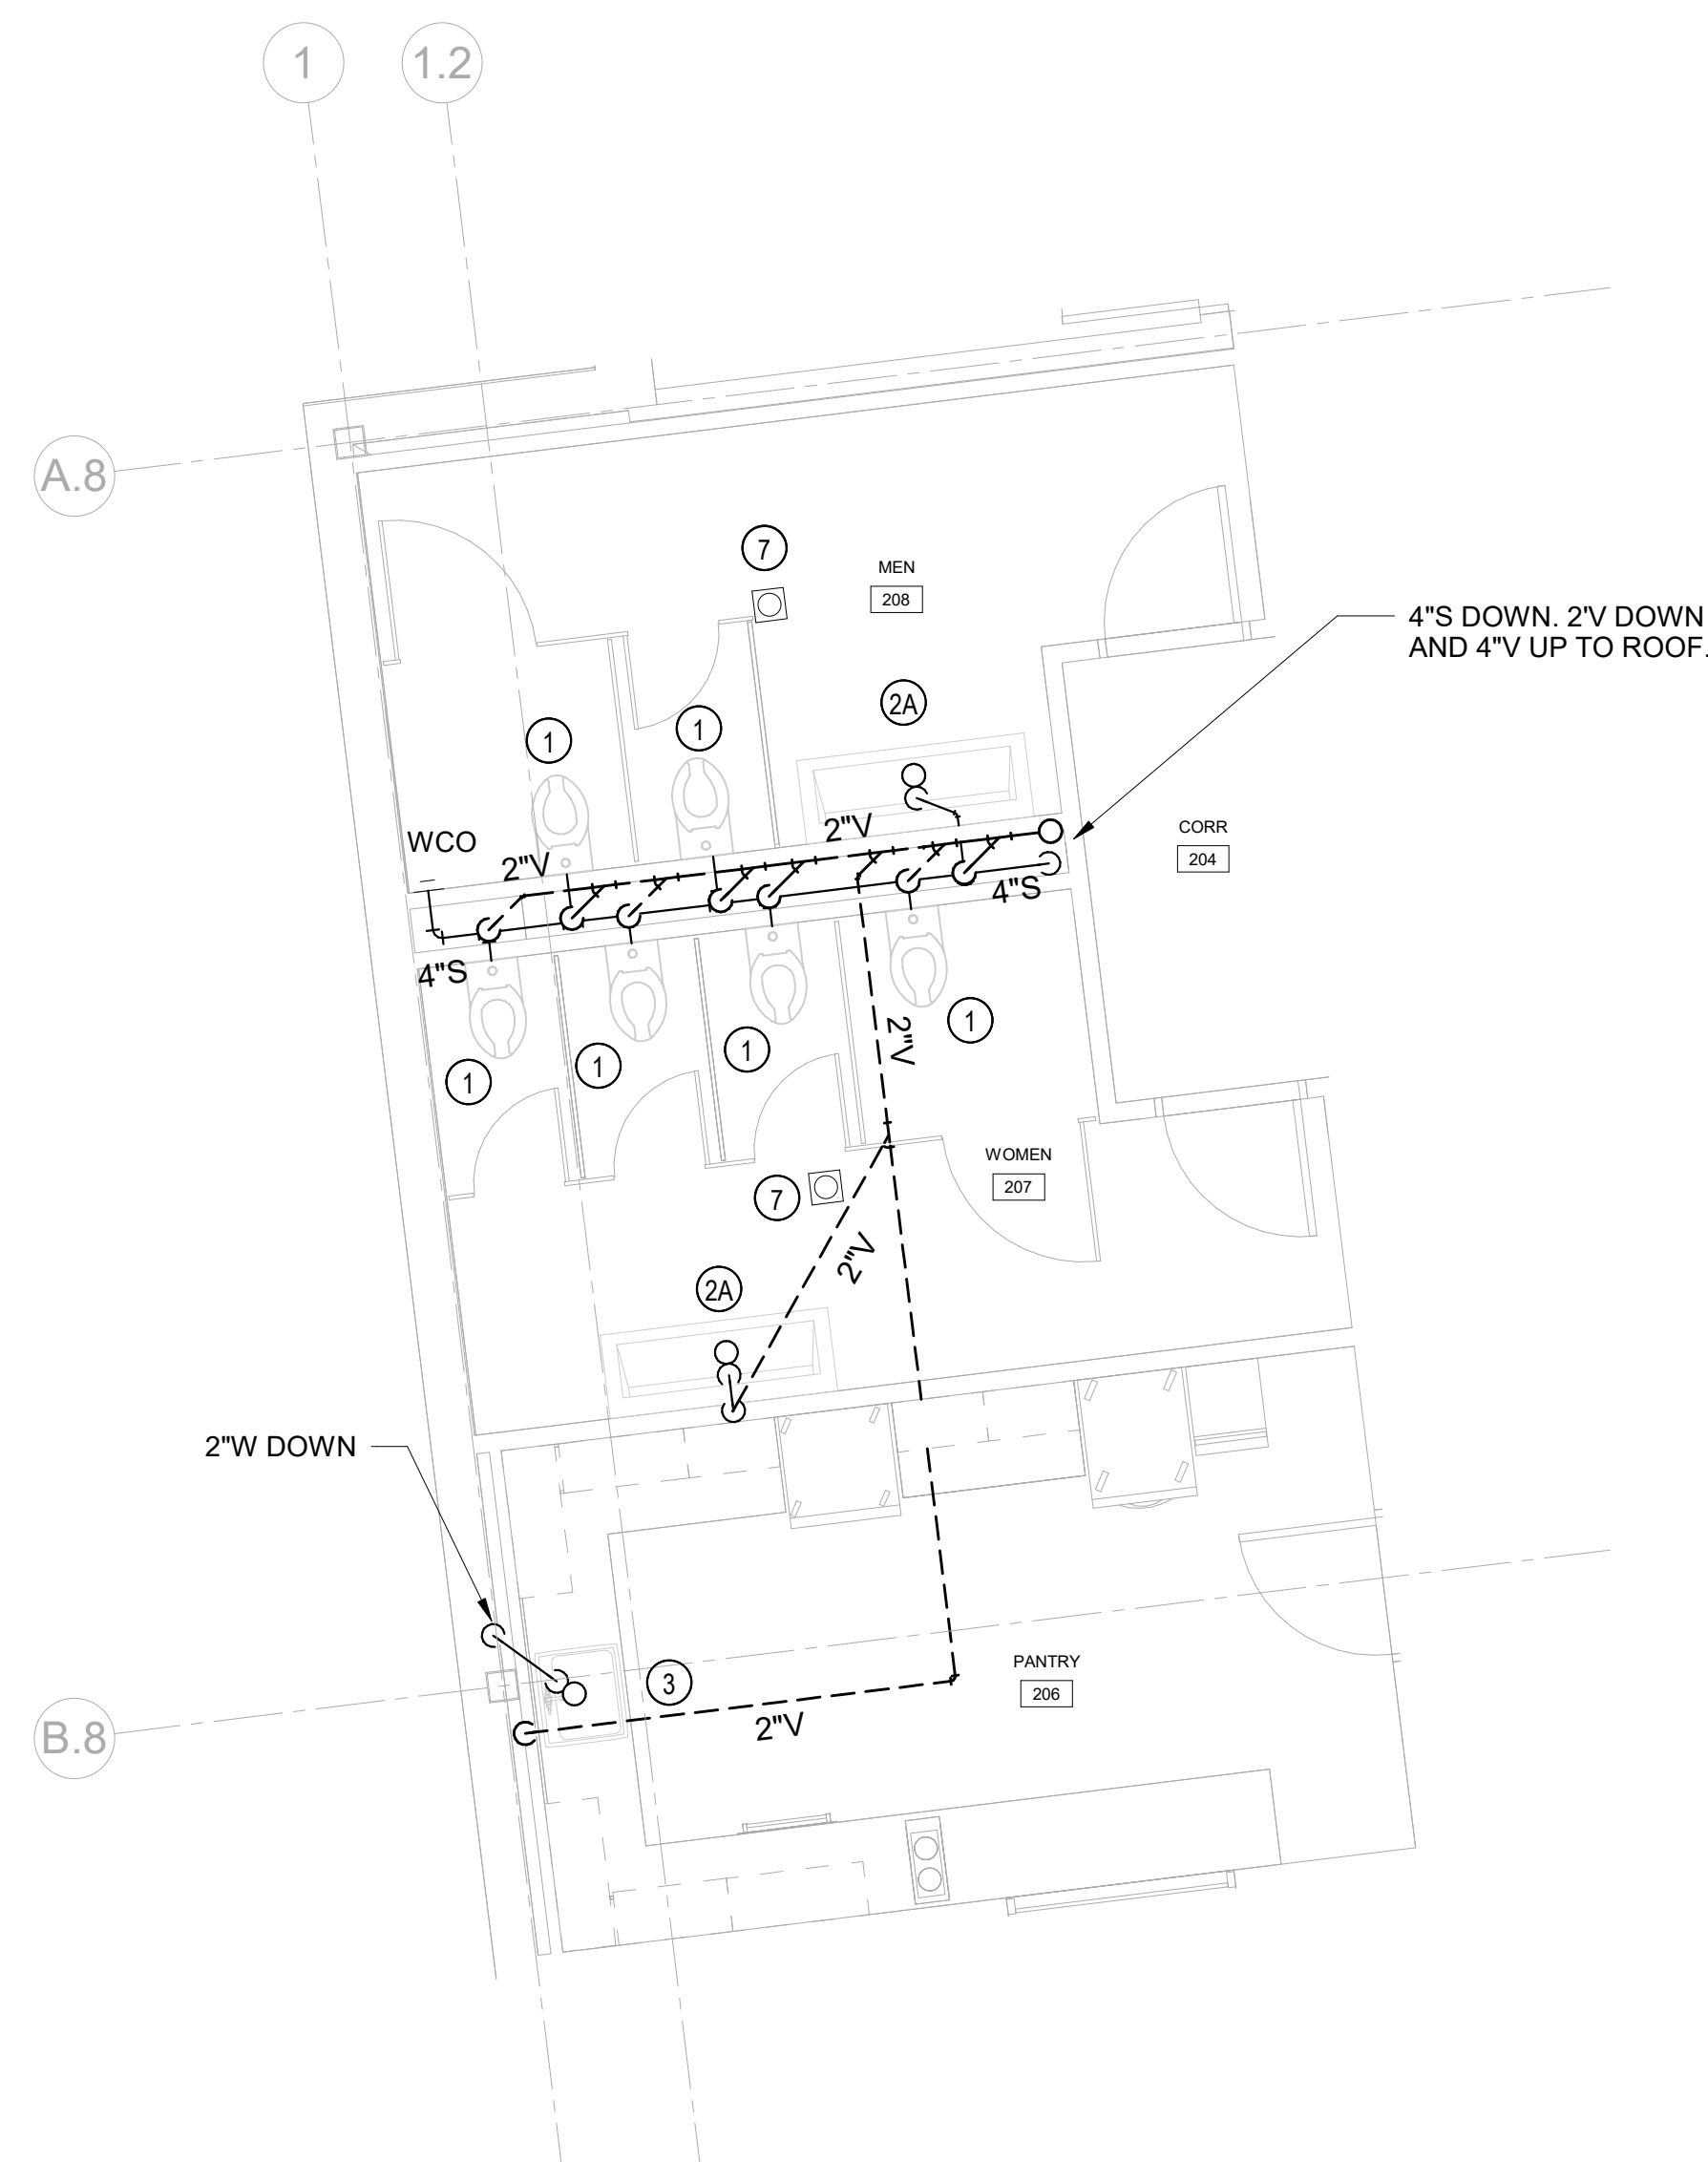 1
1.2
A.8
7
MEN
208
4"S DOWN. 2'V DOWN
AND 4"V UP TO ROOF.
2A
1
1
2"V
CORR
204
WCO
2"V
4"S
4"S
2"V
1
1
1
1
WOMEN
207
7
2"V
2A
2"W DOWN
PANTRY
206
3
2"V
B.8